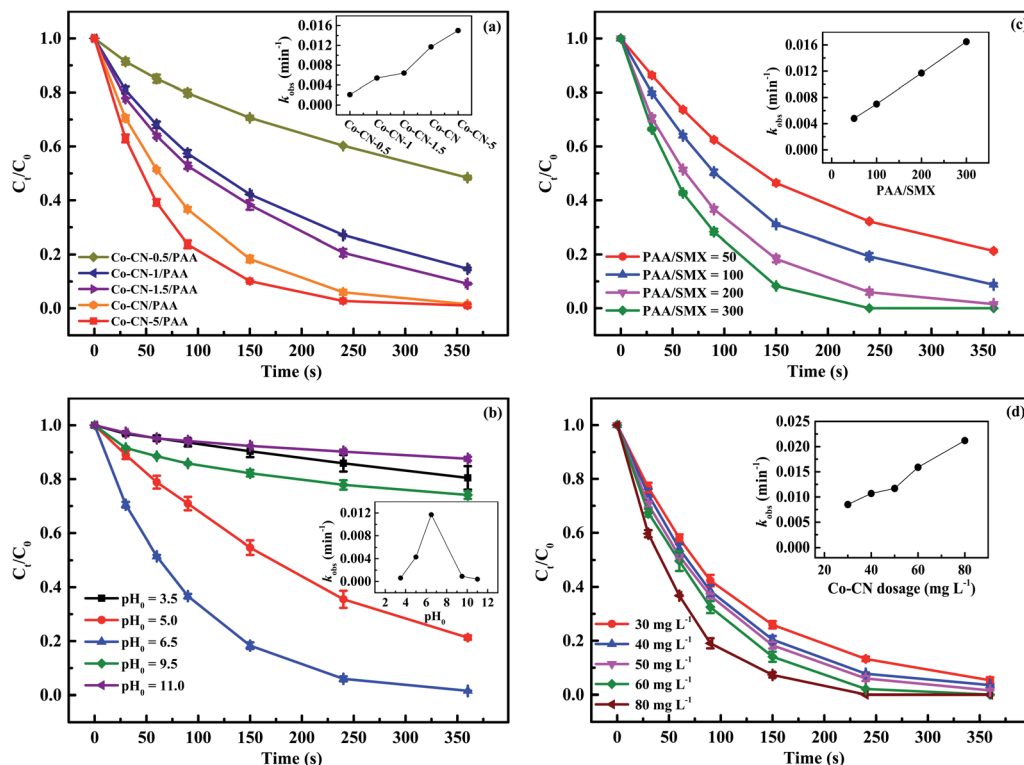 (a)
C_t/C_0
1.0
0.8
0.6
0.4
0.2
0.0
0 50 100 150 200 250 300 350
Time (s)
Co-CN-0.5/PAA
Co-CN-1/PAA
Co-CN-1.5/PAA
Co-CN/PAA
Co-CN-5/PAA
k_obs (min⁻¹)
0.016
0.012
0.008
0.004
0.000
Co-CN-0.5
Co-CN-1
Co-CN-1.5
Co-CN
Co-CN-5
(c)
C_t/C_0
1.0
0.8
0.6
0.4
0.2
0.0
0 50 100 150 200 250 300 350
Time (s)
PAA/SMX = 50
PAA/SMX = 100
PAA/SMX = 200
PAA/SMX = 300
k_obs (min⁻¹)
0.016
0.012
0.008
0.004
0.000
0 100 200 300
PAA/SMX
(b)
C_t/C_0
1.0
0.8
0.6
0.4
0.2
0.0
0 50 100 150 200 250 300 350
Time (s)
pH₀ = 3.5
pH₀ = 5.0
pH₀ = 6.5
pH₀ = 9.5
pH₀ = 11.0
k_obs (min⁻¹)
0.012
0.008
0.004
0.000
2 4 6 8 10 12
pH₀
(d)
C_t/C_0
1.0
0.8
0.6
0.4
0.2
0.0
0 50 100 150 200 250 300 350
Time (s)
30 mg L⁻¹
40 mg L⁻¹
50 mg L⁻¹
60 mg L⁻¹
80 mg L⁻¹
k_obs (min⁻¹)
0.025
0.020
0.015
0.010
0.005
0.000
20 40 60 80
Co-CN dosage (mg L⁻¹)